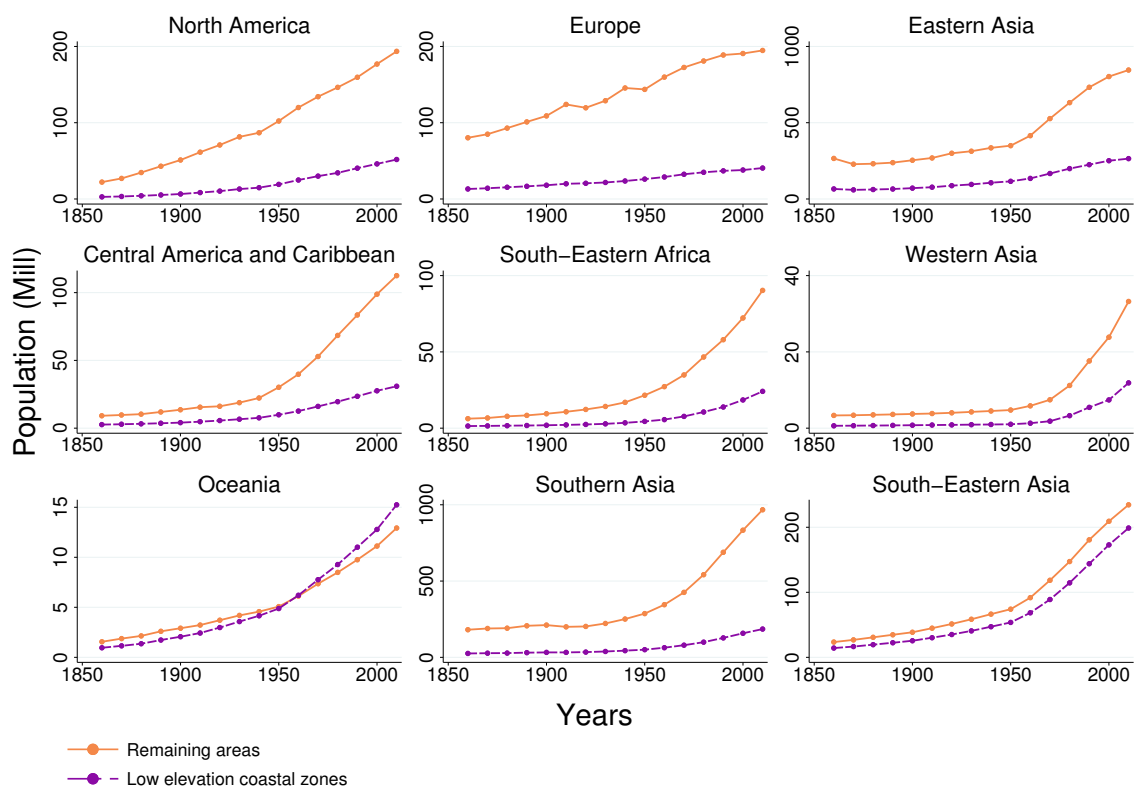 North America
Europe
Eastern Asia
0 100 200
1850 1900 1950 2000
0 100 200
1850 1900 1950 2000
0 500 1000
1850 1900 1950 2000
Population (Mill)
Central America and Caribbean
South−Eastern Africa
Western Asia
0 50 100
1850 1900 1950 2000
0 50 100
1850 1900 1950 2000
0 20 40
1850 1900 1950 2000
Oceania
Southern Asia
South−Eastern Asia
0 5 10 15
1850 1900 1950 2000
0 500 1000
1850 1900 1950 2000
0 100 200
1850 1900 1950 2000
Years
Remaining areas
Low elevation coastal zones